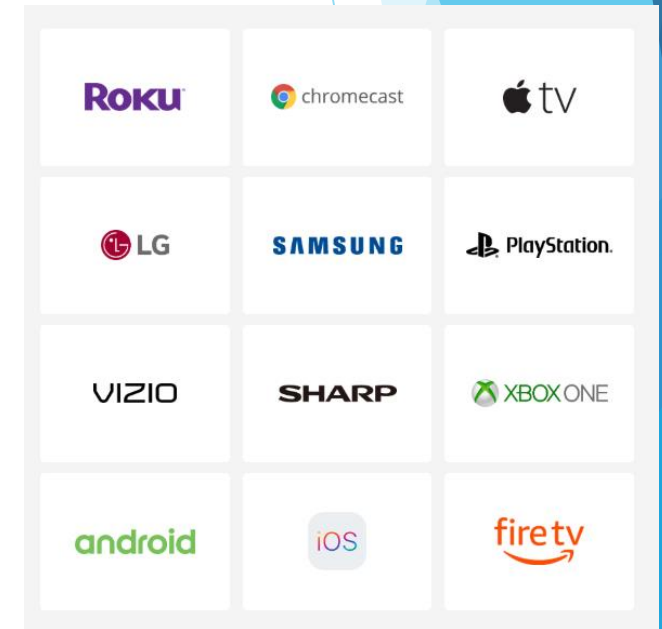 Roku
chromecast
tv
LG
SAMSUNG
PlayStation.
VIZIO
SHARP
XBOX ONE
android
iOS
fire tv